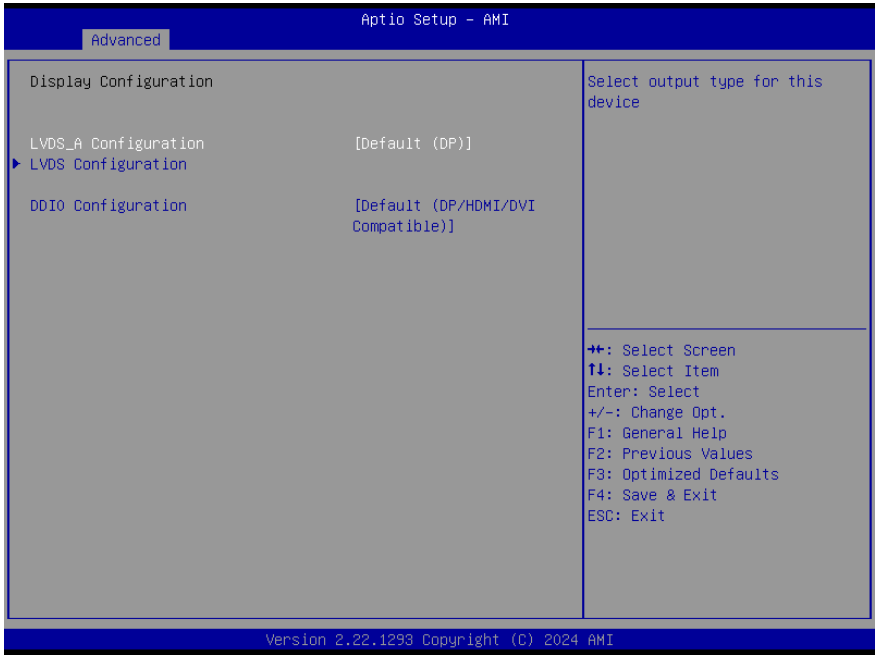 Aptio Setup – AMI
Advanced
Display Configuration
LVDS_A Configuration [Default (DP)]
LVDS Configuration
DDI0 Configuration [Default (DP/HDMI/DVI
Compatible)]
Select output type for this
device
→←: Select Screen
↑↓: Select Item
Enter: Select
+/-: Change Opt.
F1: General Help
F2: Previous Values
F3: Optimized Defaults
F4: Save & Exit
ESC: Exit
Version 2.22.1293 Copyright (C) 2024 AMI